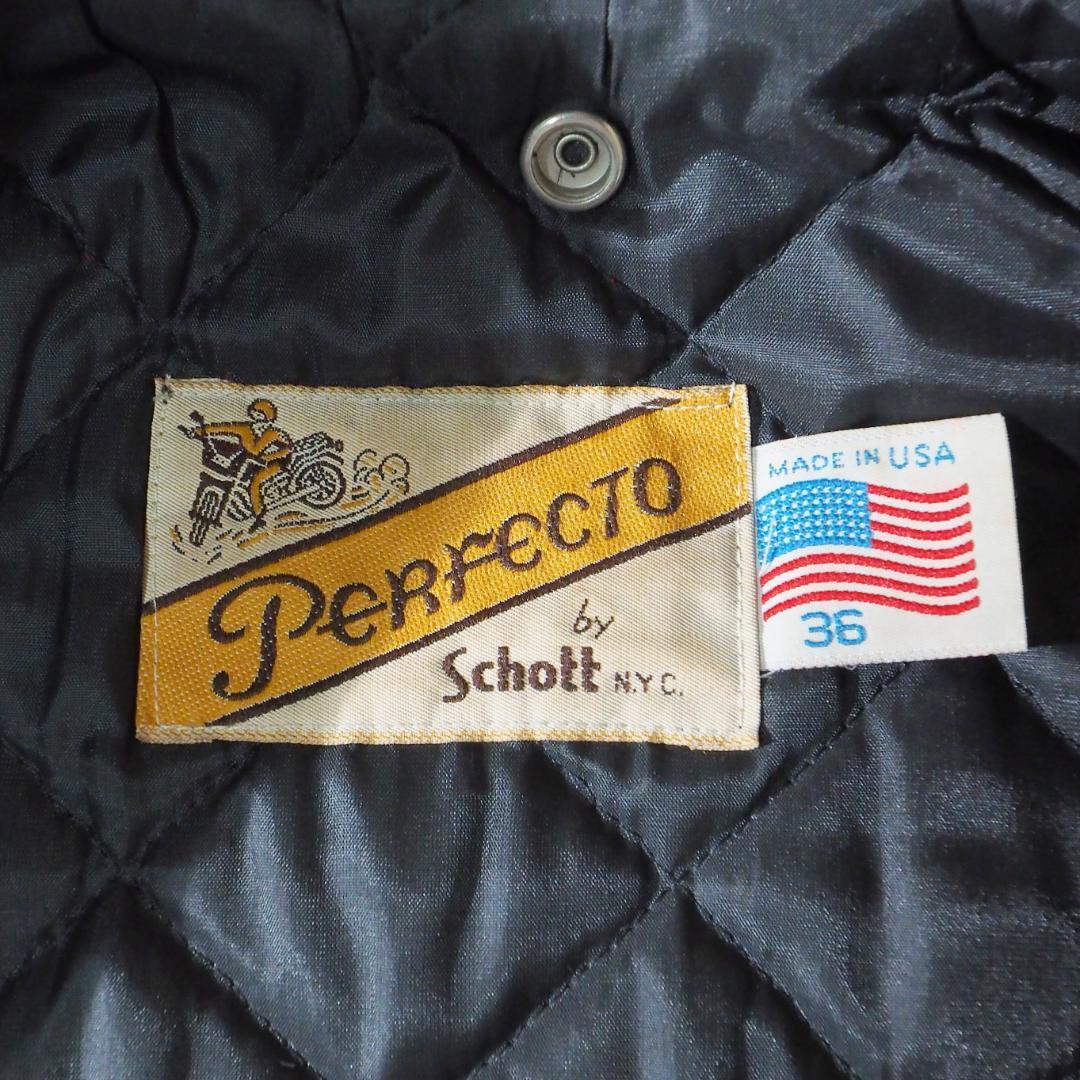 PERFECTO
by
Schott N.Y.C.
MADE IN USA
36